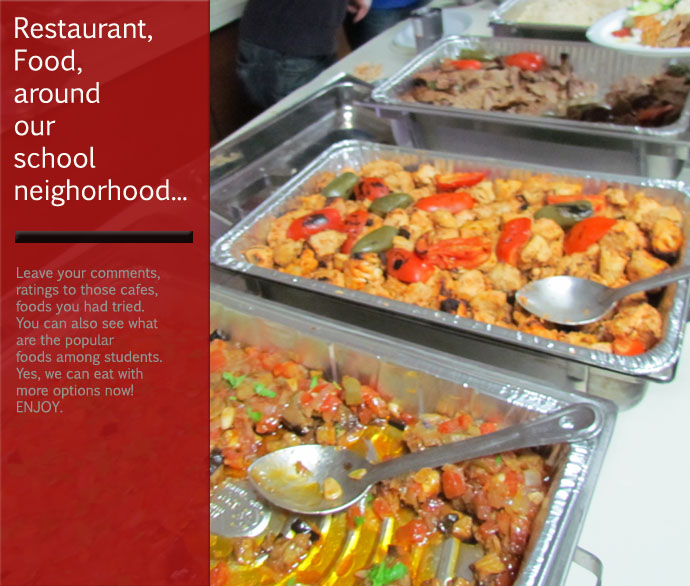 Restaurant,
Food,
around
our
school
neighorhood...
Leave your comments,
ratings to those cafes,
foods you had tried.
You can also see what
are the popular
foods among students.
Yes, we can eat with
more options now!
ENJOY.